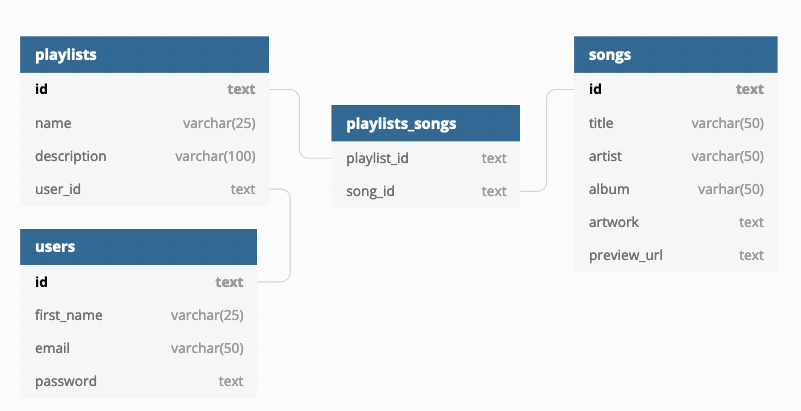 playlists
id text
name varchar(25)
description varchar(100)
user_id text
users
id text
first_name varchar(25)
email varchar(50)
password text
playlists_songs
playlist_id text
song_id text
songs
id text
title varchar(50)
artist varchar(50)
album varchar(50)
artwork text
preview_url text